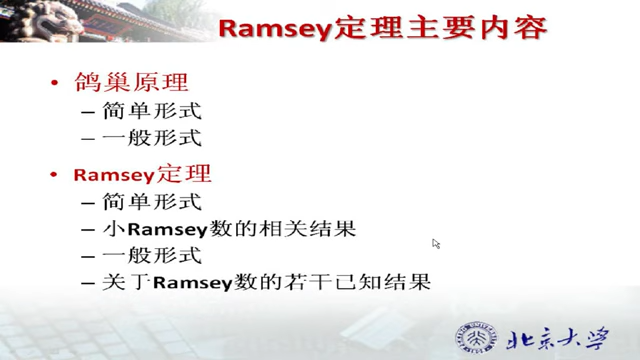 Ramsey定理主要内容
• 鸽巢原理
– 简单形式
– 一般形式
• Ramsey定理
– 简单形式
– 小Ramsey数的相关结果
– 一般形式
– 关于Ramsey数的若干已知结果
北京大学